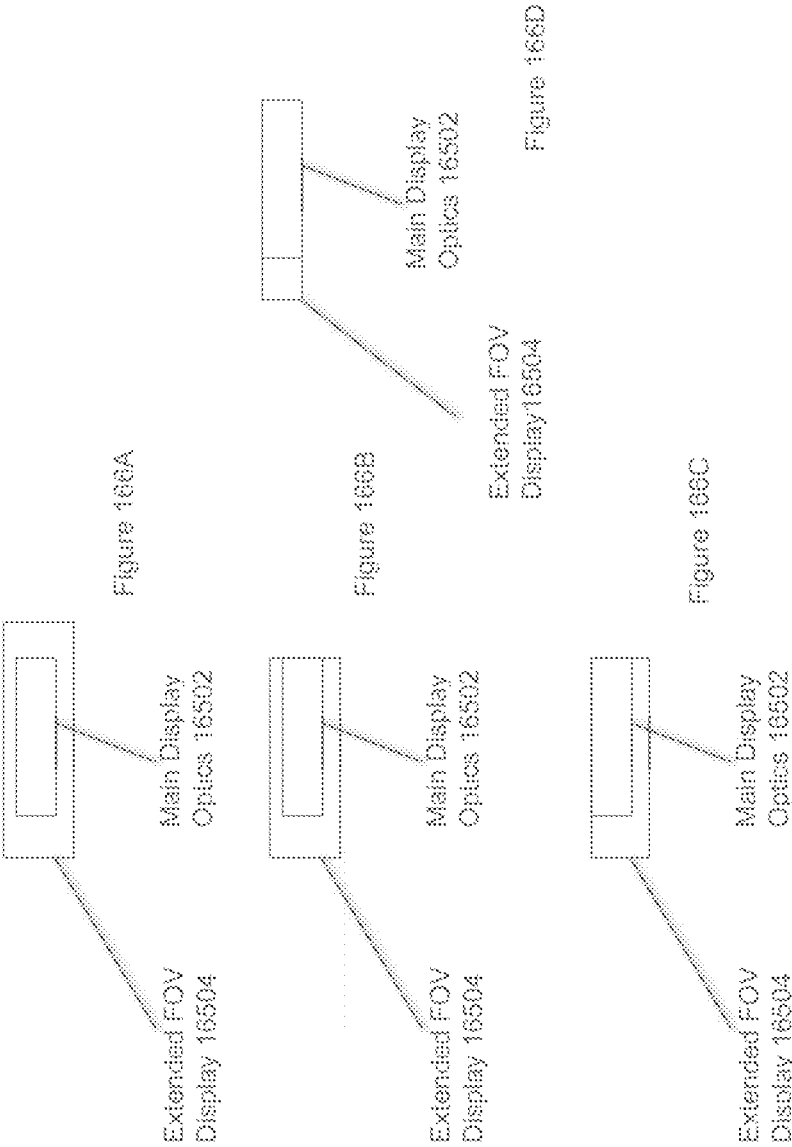 Extended FOV
Display 16504
Main Display
Optics 16502
Figure 166A
Extended FOV
Display 16504
Main Display
Optics 16502
Figure 166B
Extended FOV
Display 16504
Main Display
Optics 16502
Figure 166C
Extended FOV
Display16504
Main Display
Optics 16502
Figure 166D